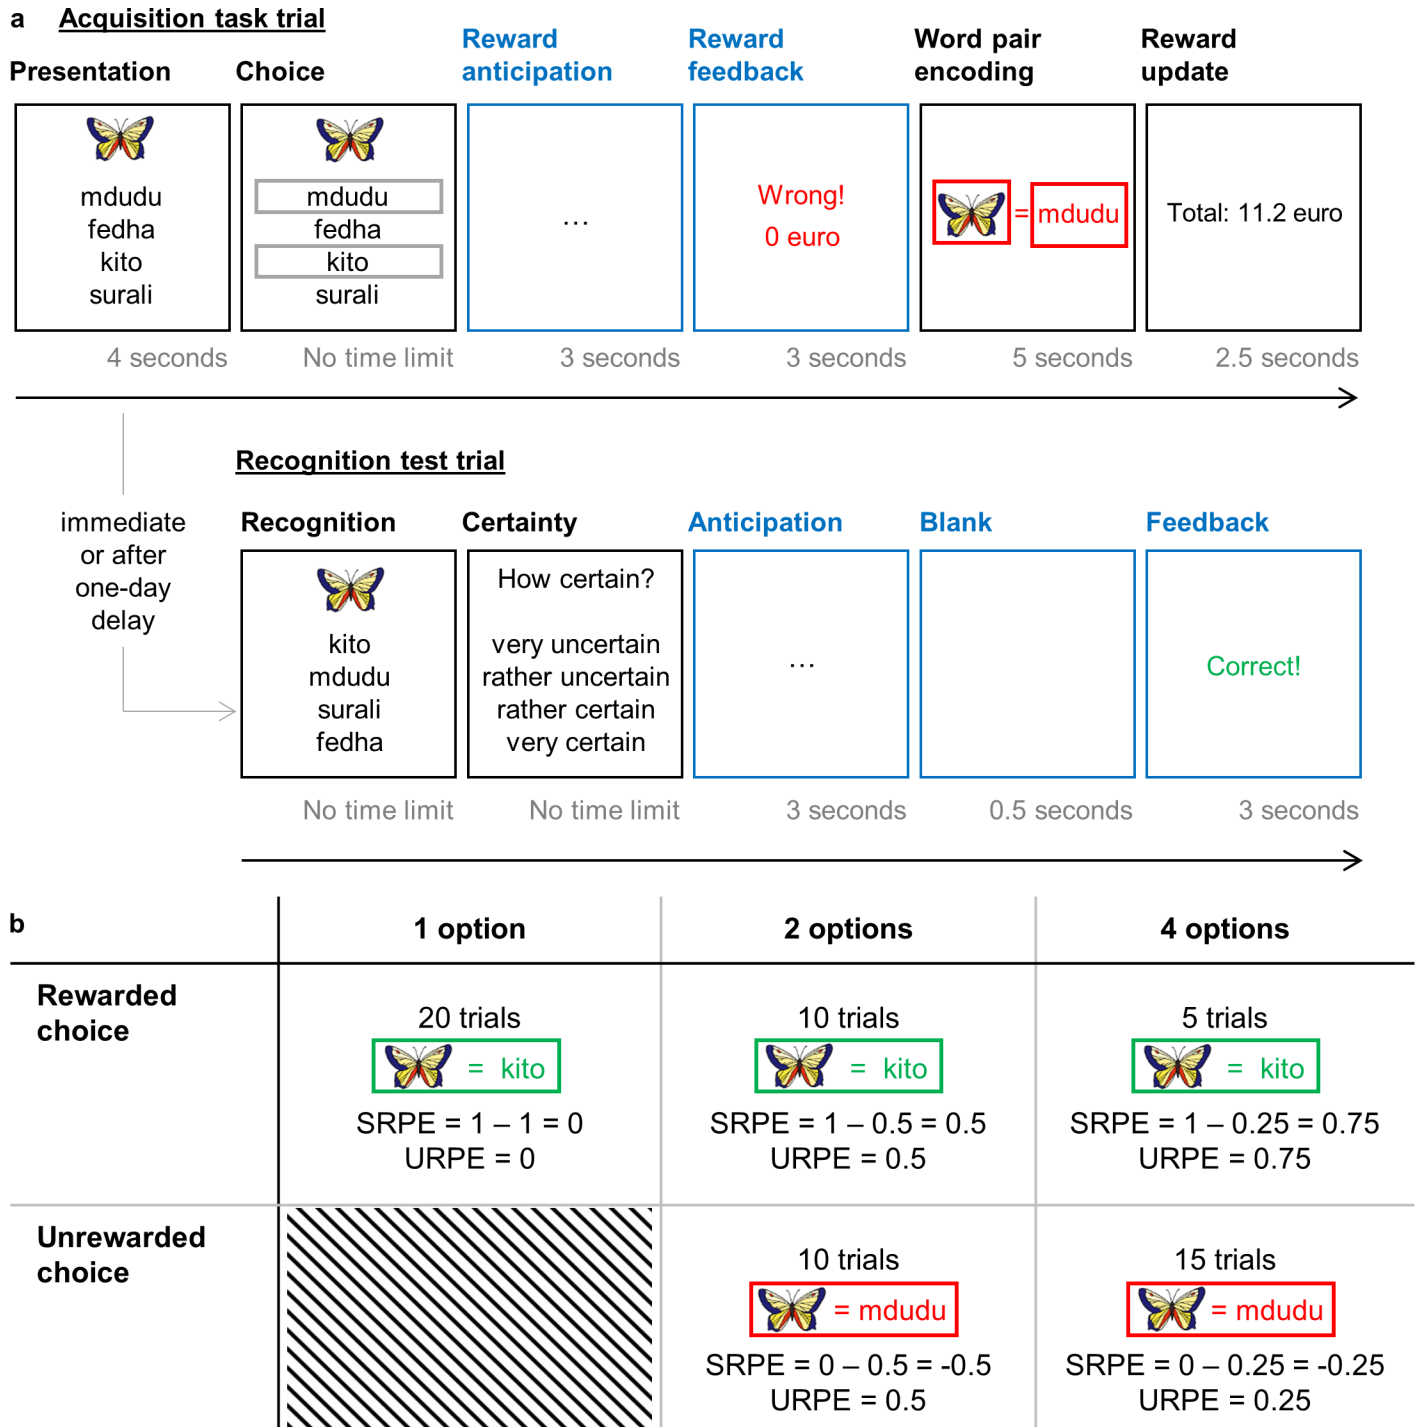 a Acquisition task trial
Presentation
Choice
Reward
anticipation
Reward
feedback
Word pair
encoding
Reward
update
mdudu
fedha
kito
surali
mdudu
fedha
kito
surali
...
Wrong!
0 euro
= mdudu
Total: 11.2 euro
4 seconds
No time limit
3 seconds
3 seconds
5 seconds
2.5 seconds
immediate
or after
one-day
delay
Recognition test trial
Recognition
Certainty
Anticipation
Blank
Feedback
kito
mdudu
surali
fedha
How certain?
very uncertain
rather uncertain
rather certain
very certain
...
Correct!
No time limit
No time limit
3 seconds
0.5 seconds
3 seconds
b
1 option
2 options
4 options
Rewarded
choice
20 trials
= kito
SRPE = 1 – 1 = 0
URPE = 0
10 trials
= kito
SRPE = 1 – 0.5 = 0.5
URPE = 0.5
5 trials
= kito
SRPE = 1 – 0.25 = 0.75
URPE = 0.75
Unrewarded
choice
10 trials
= mdudu
SRPE = 0 – 0.5 = -0.5
URPE = 0.5
15 trials
= mdudu
SRPE = 0 – 0.25 = -0.25
URPE = 0.25